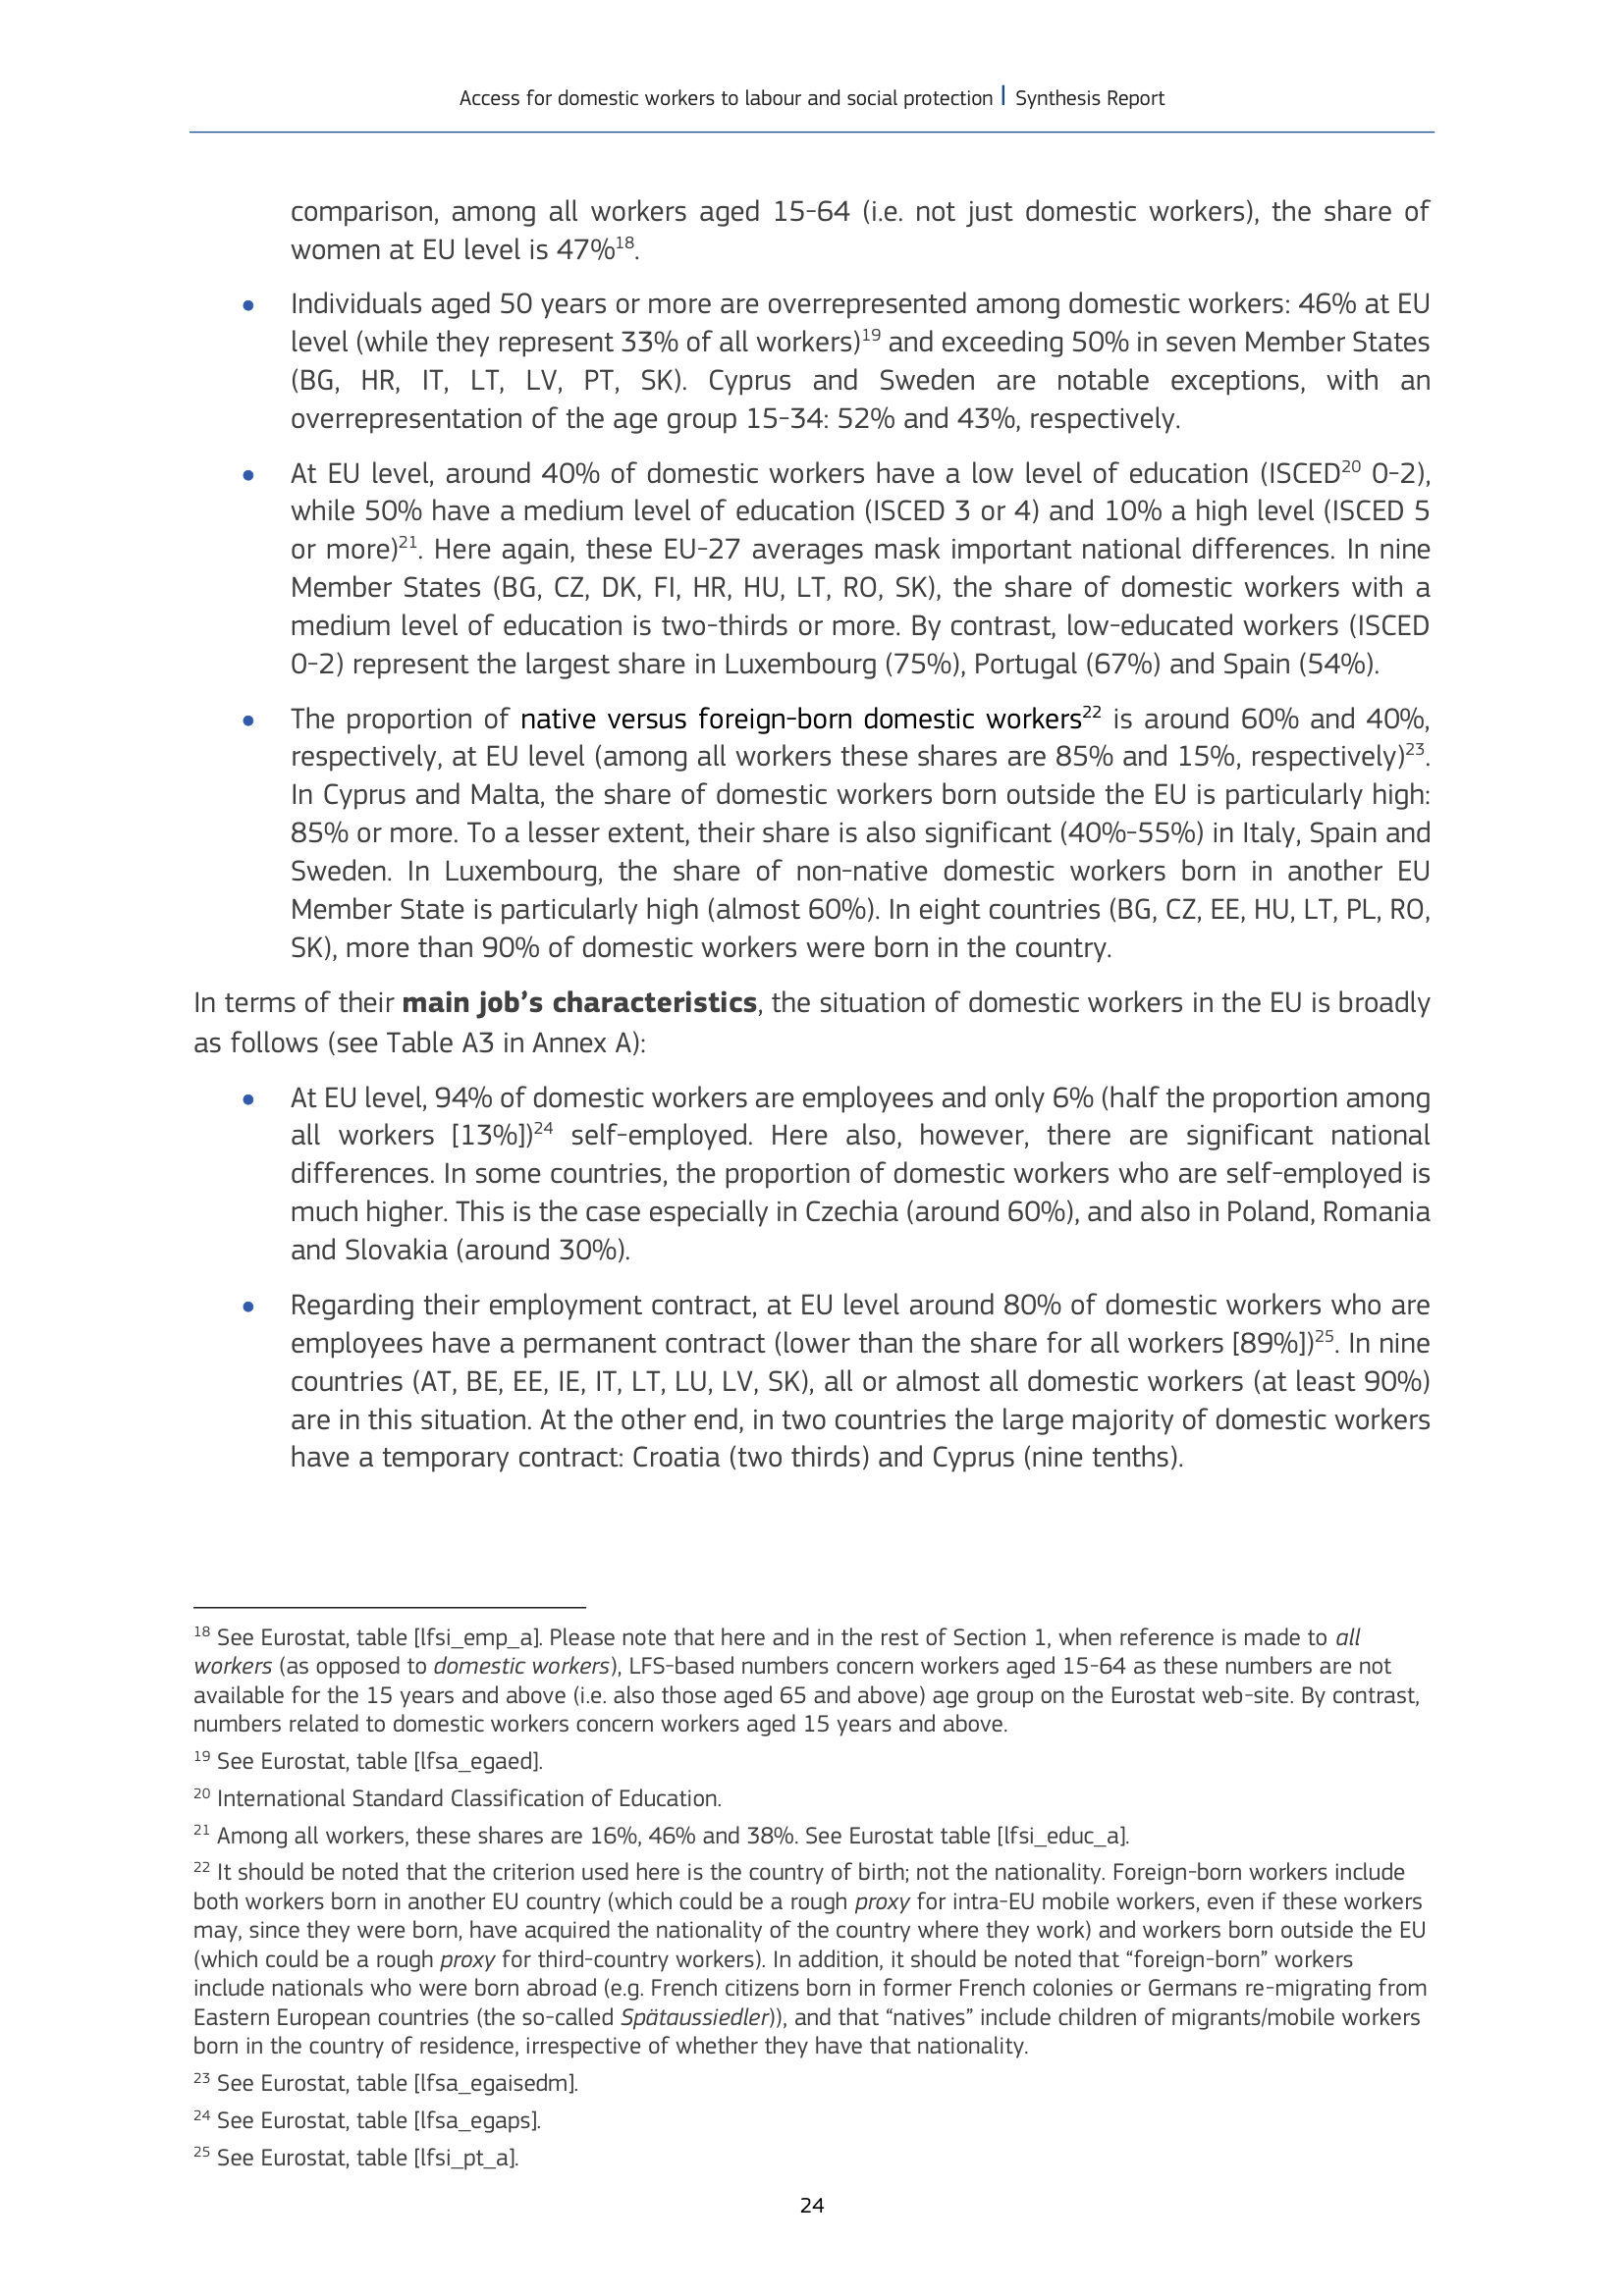 Access for domestic workers to labour and social protection | Synthesis Report
comparison, among all workers aged 15-64 (i.e. not just domestic workers), the share of
women at EU level is 47%18.
• Individuals aged 50 years or more are overrepresented among domestic workers: 46% at EU
level (while they represent 33% of all workers)19 and exceeding 50% in seven Member States
(BG, HR, IT, LT, LV, PT, SK). Cyprus and Sweden are notable exceptions, with an
overrepresentation of the age group 15-34: 52% and 43%, respectively.
• At EU level, around 40% of domestic workers have a low level of education (ISCED20 0-2),
while 50% have a medium level of education (ISCED 3 or 4) and 10% a high level (ISCED 5
or more)21. Here again, these EU-27 averages mask important national differences. In nine
Member States (BG, CZ, DK, FI, HR, HU, LT, RO, SK), the share of domestic workers with a
medium level of education is two-thirds or more. By contrast, low-educated workers (ISCED
0-2) represent the largest share in Luxembourg (75%), Portugal (67%) and Spain (54%).
• The proportion of native versus foreign-born domestic workers22 is around 60% and 40%,
respectively, at EU level (among all workers these shares are 85% and 15%, respectively)23.
In Cyprus and Malta, the share of domestic workers born outside the EU is particularly high:
85% or more. To a lesser extent, their share is also significant (40%-55%) in Italy, Spain and
Sweden. In Luxembourg, the share of non-native domestic workers born in another EU
Member State is particularly high (almost 60%). In eight countries (BG, CZ, EE, HU, LT, PL, RO,
SK), more than 90% of domestic workers were born in the country.
In terms of their main job's characteristics, the situation of domestic workers in the EU is broadly
as follows (see Table A3 in Annex A):
• At EU level, 94% of domestic workers are employees and only 6% (half the proportion among
all workers [13%])24 self-employed. Here also, however, there are significant national
differences. In some countries, the proportion of domestic workers who are self-employed is
much higher. This is the case especially in Czechia (around 60%), and also in Poland, Romania
and Slovakia (around 30%).
• Regarding their employment contract, at EU level around 80% of domestic workers who are
employees have a permanent contract (lower than the share for all workers [89%])25. In nine
countries (AT, BE, EE, IE, IT, LT, LU, LV, SK), all or almost all domestic workers (at least 90%)
are in this situation. At the other end, in two countries the large majority of domestic workers
have a temporary contract: Croatia (two thirds) and Cyprus (nine tenths).
18 See Eurostat, table [lfsi_emp_a]. Please note that here and in the rest of Section 1, when reference is made to all
workers (as opposed to domestic workers), LFS-based numbers concern workers aged 15-64 as these numbers are not
available for the 15 years and above (i.e. also those aged 65 and above) age group on the Eurostat web-site. By contrast,
numbers related to domestic workers concern workers aged 15 years and above.
19 See Eurostat, table [lfsa_egaed].
20 International Standard Classification of Education.
21 Among all workers, these shares are 16%, 46% and 38%. See Eurostat table [lfsi_educ_a].
22 It should be noted that the criterion used here is the country of birth; not the nationality. Foreign-born workers include
both workers born in another EU country (which could be a rough proxy for intra-EU mobile workers, even if these workers
may, since they were born, have acquired the nationality of the country where they work) and workers born outside the EU
(which could be a rough proxy for third-country workers). In addition, it should be noted that “foreign-born” workers
include nationals who were born abroad (e.g. French citizens born in former French colonies or Germans re-migrating from
Eastern European countries (the so-called Spätaussiedler)), and that “natives” include children of migrants/mobile workers
born in the country of residence, irrespective of whether they have that nationality.
23 See Eurostat, table [lfsa_egaisedm].
24 See Eurostat, table [lfsa_egaps].
25 See Eurostat, table [lfsi_pt_a].
24